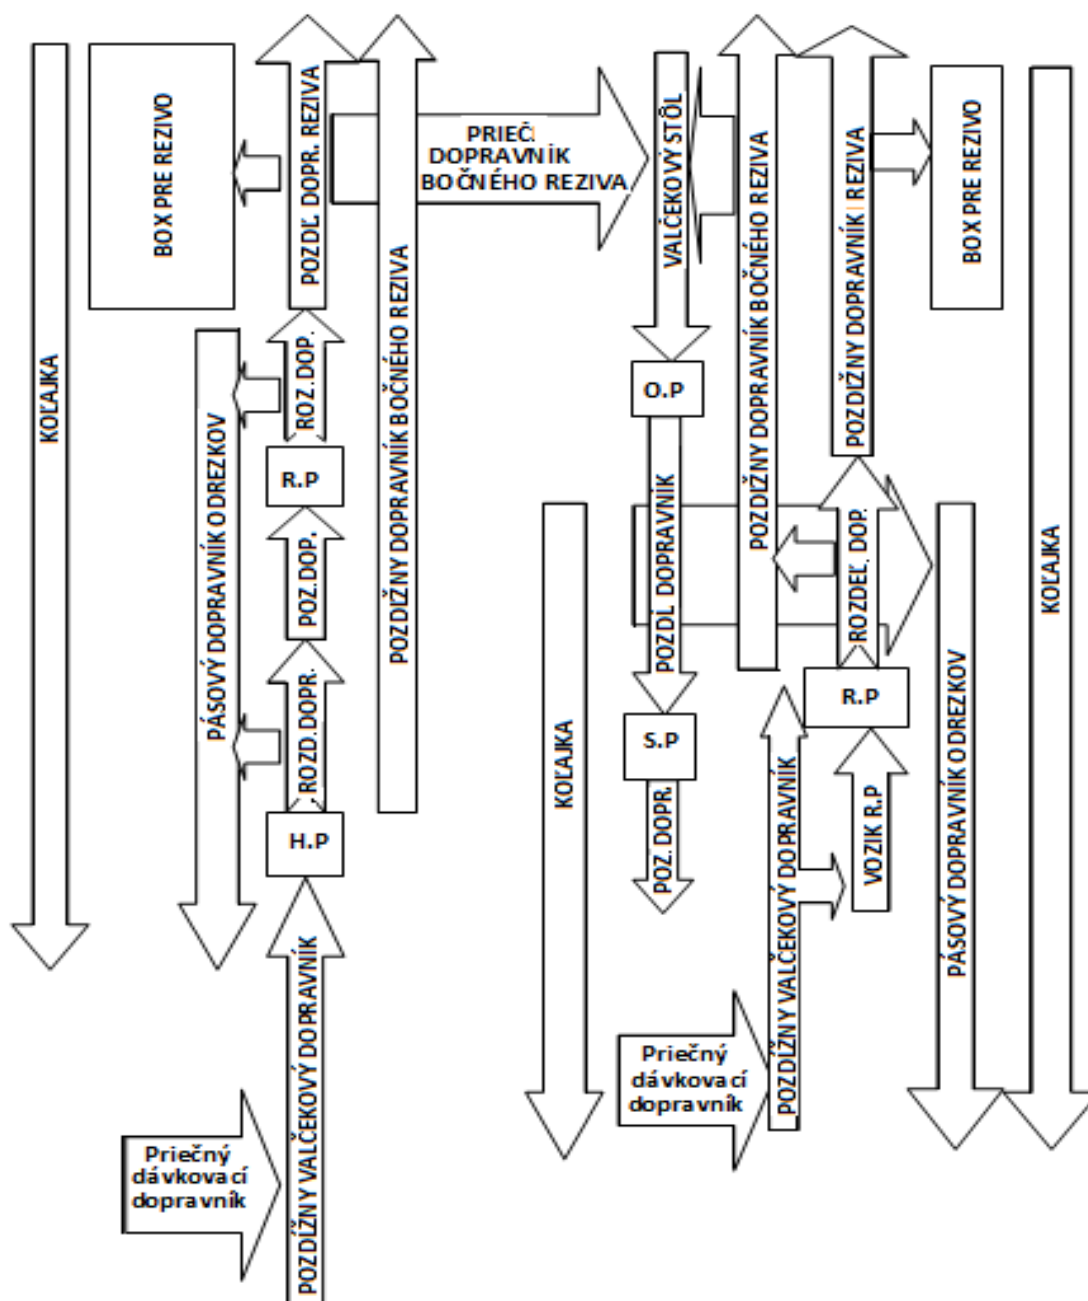 KOĽAJKA
BOX PRE REZIVO
POZDĽ DOPR. REZIVA
POZDĹŽNY DOPRAVNÍK BOČNÉHO REZIVA
PRIEČ
DOPRAVNÍK
BOČNÉHO REZIVA
VALČEKOVÝ STÔL
POZDĹŽNY DOPRAVNÍK BOČNÉHO REZIVA
POZDĹŽNY DOPRAVNÍK REZIVA
BOX PRE REZIVO
KOĽAJKA
PÁSOVÝ DOPRAVNÍK ODREZKOV
ROZ.DOP.
R.P
POZ.DOP.
ROZD.DOPR.
H.P
POZDĹŽNY VALČEKOVÝ DOPRAVNÍK
Priečný
dávkovací
dopravník
O.P
POZDL DOPRAVNÍK
S.P
POZ. DOPR.
KOĽAJKA
ROZDEĽ. DOP.
R.P
VOZIK R.P
POZDĹŽNY VALČEKOVÝ DOPRAVNÍK
Priečný
dávkovací
dopravník
PÁSOVÝ DOPRAVNÍK ODREZKOV